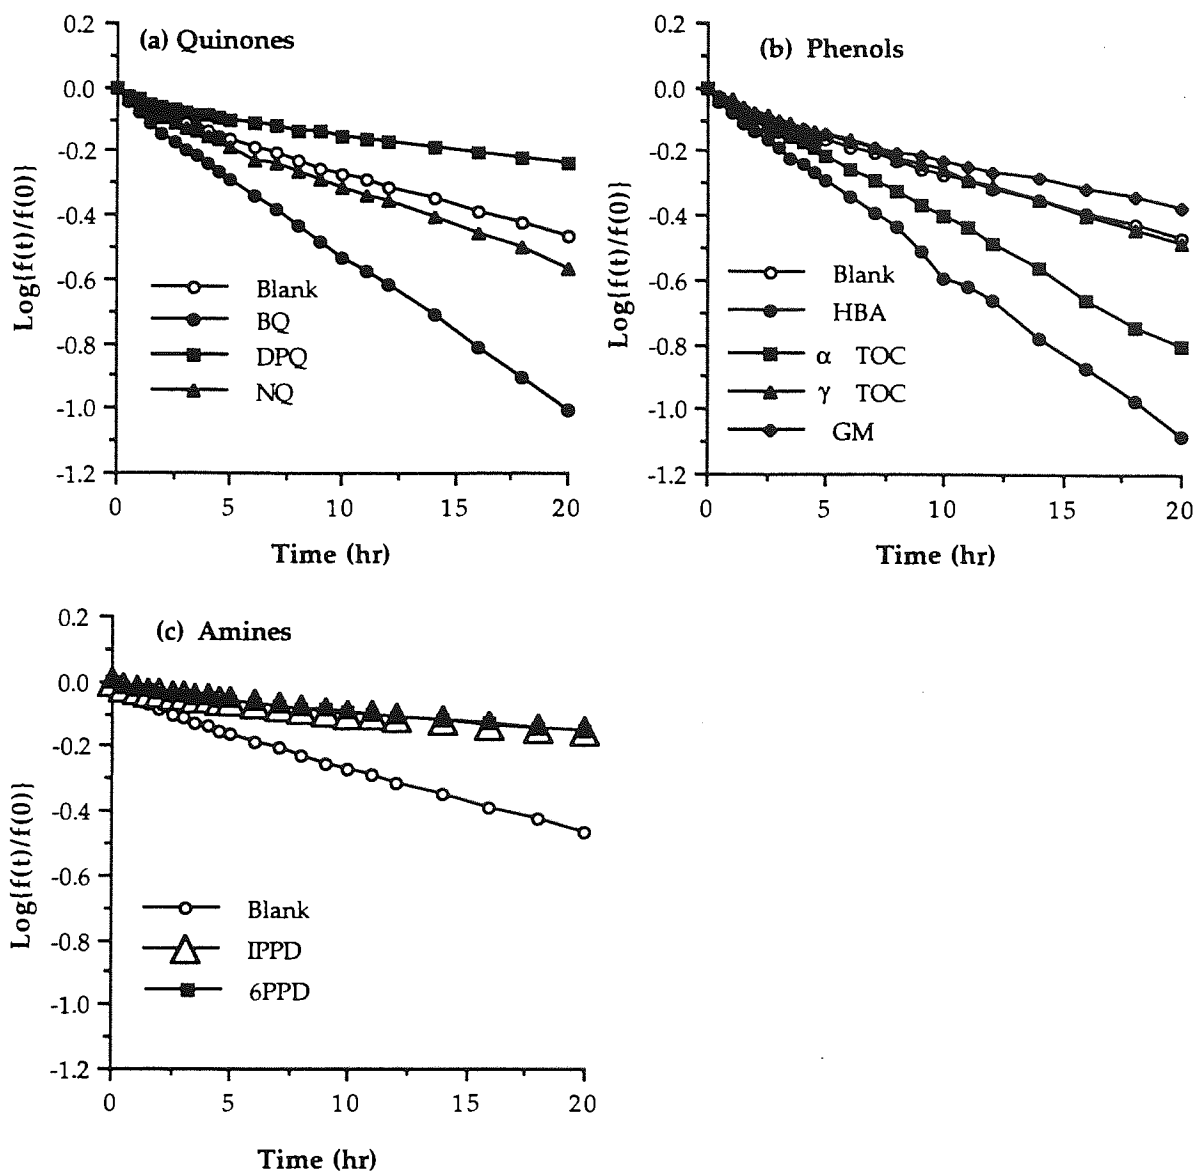 (a) Quinones
0.2
0.0
-0.2
-0.4
-0.6
-0.8
-1.0
-1.2
Log{f(t)/f(0)}
Blank
BQ
DPQ
NQ
0 5 10 15 20
Time (hr)
(b) Phenols
0.2
0.0
-0.2
-0.4
-0.6
-0.8
-1.0
-1.2
Log{f(t)/f(0)}
Blank
HBA
α TOC
γ TOC
GM
0 5 10 15 20
Time (hr)
(c) Amines
0.2
0.0
-0.2
-0.4
-0.6
-0.8
-1.0
-1.2
Log{f(t)/f(0)}
Blank
IPPD
6PPD
0 5 10 15 20
Time (hr)